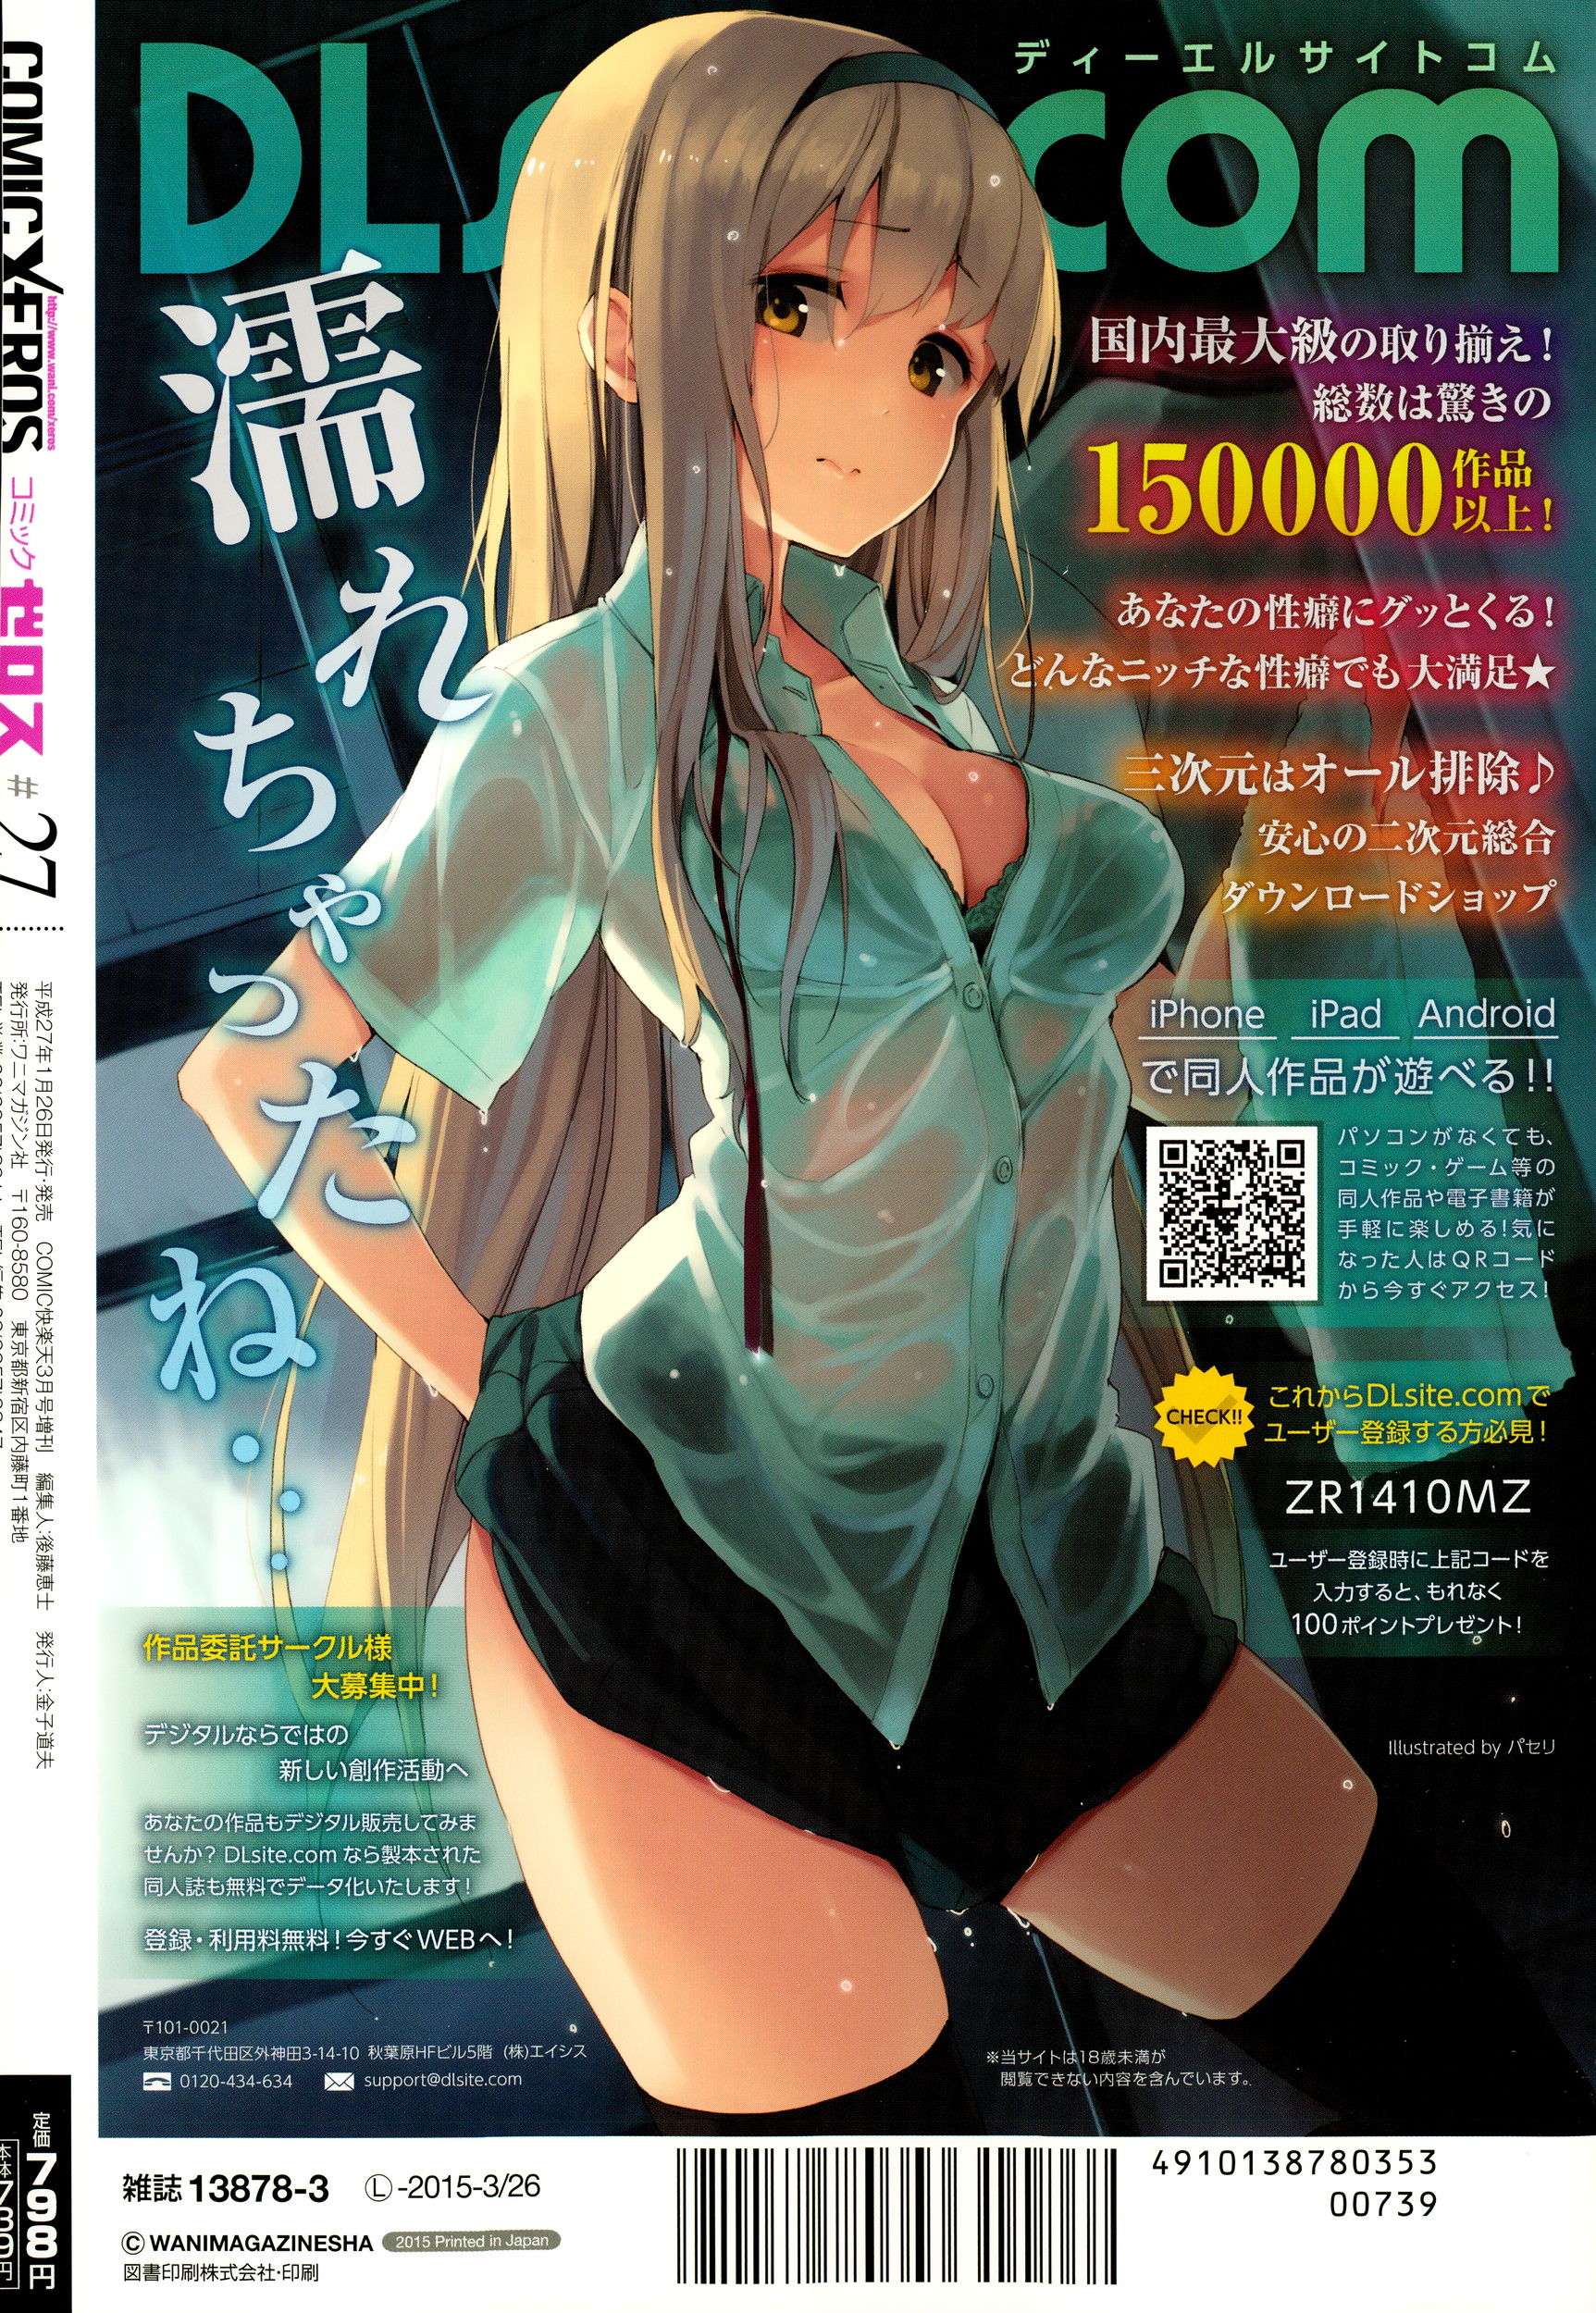 COMIC XEROS
http://www.wani.com/xeros
コミック ゼロス #27
平成27年1月26日発行・発売 COMIC快楽天3月号増刊 編集人:後藤恵士 発行人:金子道夫
発行所:ワニマガジン社 〒160-8580 東京都新宿区内藤町1番地
定価798円
本体739円
ディーエルサイトコム
DLs com
濡れちゃったね・・・
国内最大級の取り揃え!
総数は驚きの
150000作品以上!
あなたの性癖にグッとくる!
どんなニッチな性癖でも大満足★
三次元はオール排除♪
安心の二次元総合
ダウンロードショップ
iPhone iPad Android
で同人作品が遊べる!!
パソコンがなくても、
コミック・ゲーム等の
同人作品や電子書籍が
手軽に楽しめる!気に
なった人はQRコード
から今すぐアクセス!
CHECK!!
これからDLsite.comで
ユーザー登録する方必見!
ZR1410MZ
ユーザー登録時に上記コードを
入力すると、もれなく
100ポイントプレゼント!
Illustrated by パセリ
作品委託サークル様
大募集中!
デジタルならではの
新しい創作活動へ
あなたの作品もデジタル販売してみま
せんか? DLsite.com なら製本された
同人誌も無料でデータ化いたします!
登録・利用料無料!今すぐWEBへ!
〒101-0021
東京都千代田区外神田3-14-10 秋葉原HFビル5階 (株)エイシス
0120-434-634 support@dlsite.com
※当サイトは18歳未満が
閲覧できない内容を含んでいます。
雑誌 13878-3 Ⓛ-2015-3/26
© WANIMAGAZINESHA 2015 Printed in Japan
図書印刷株式会社・印刷
4910138780353
00739